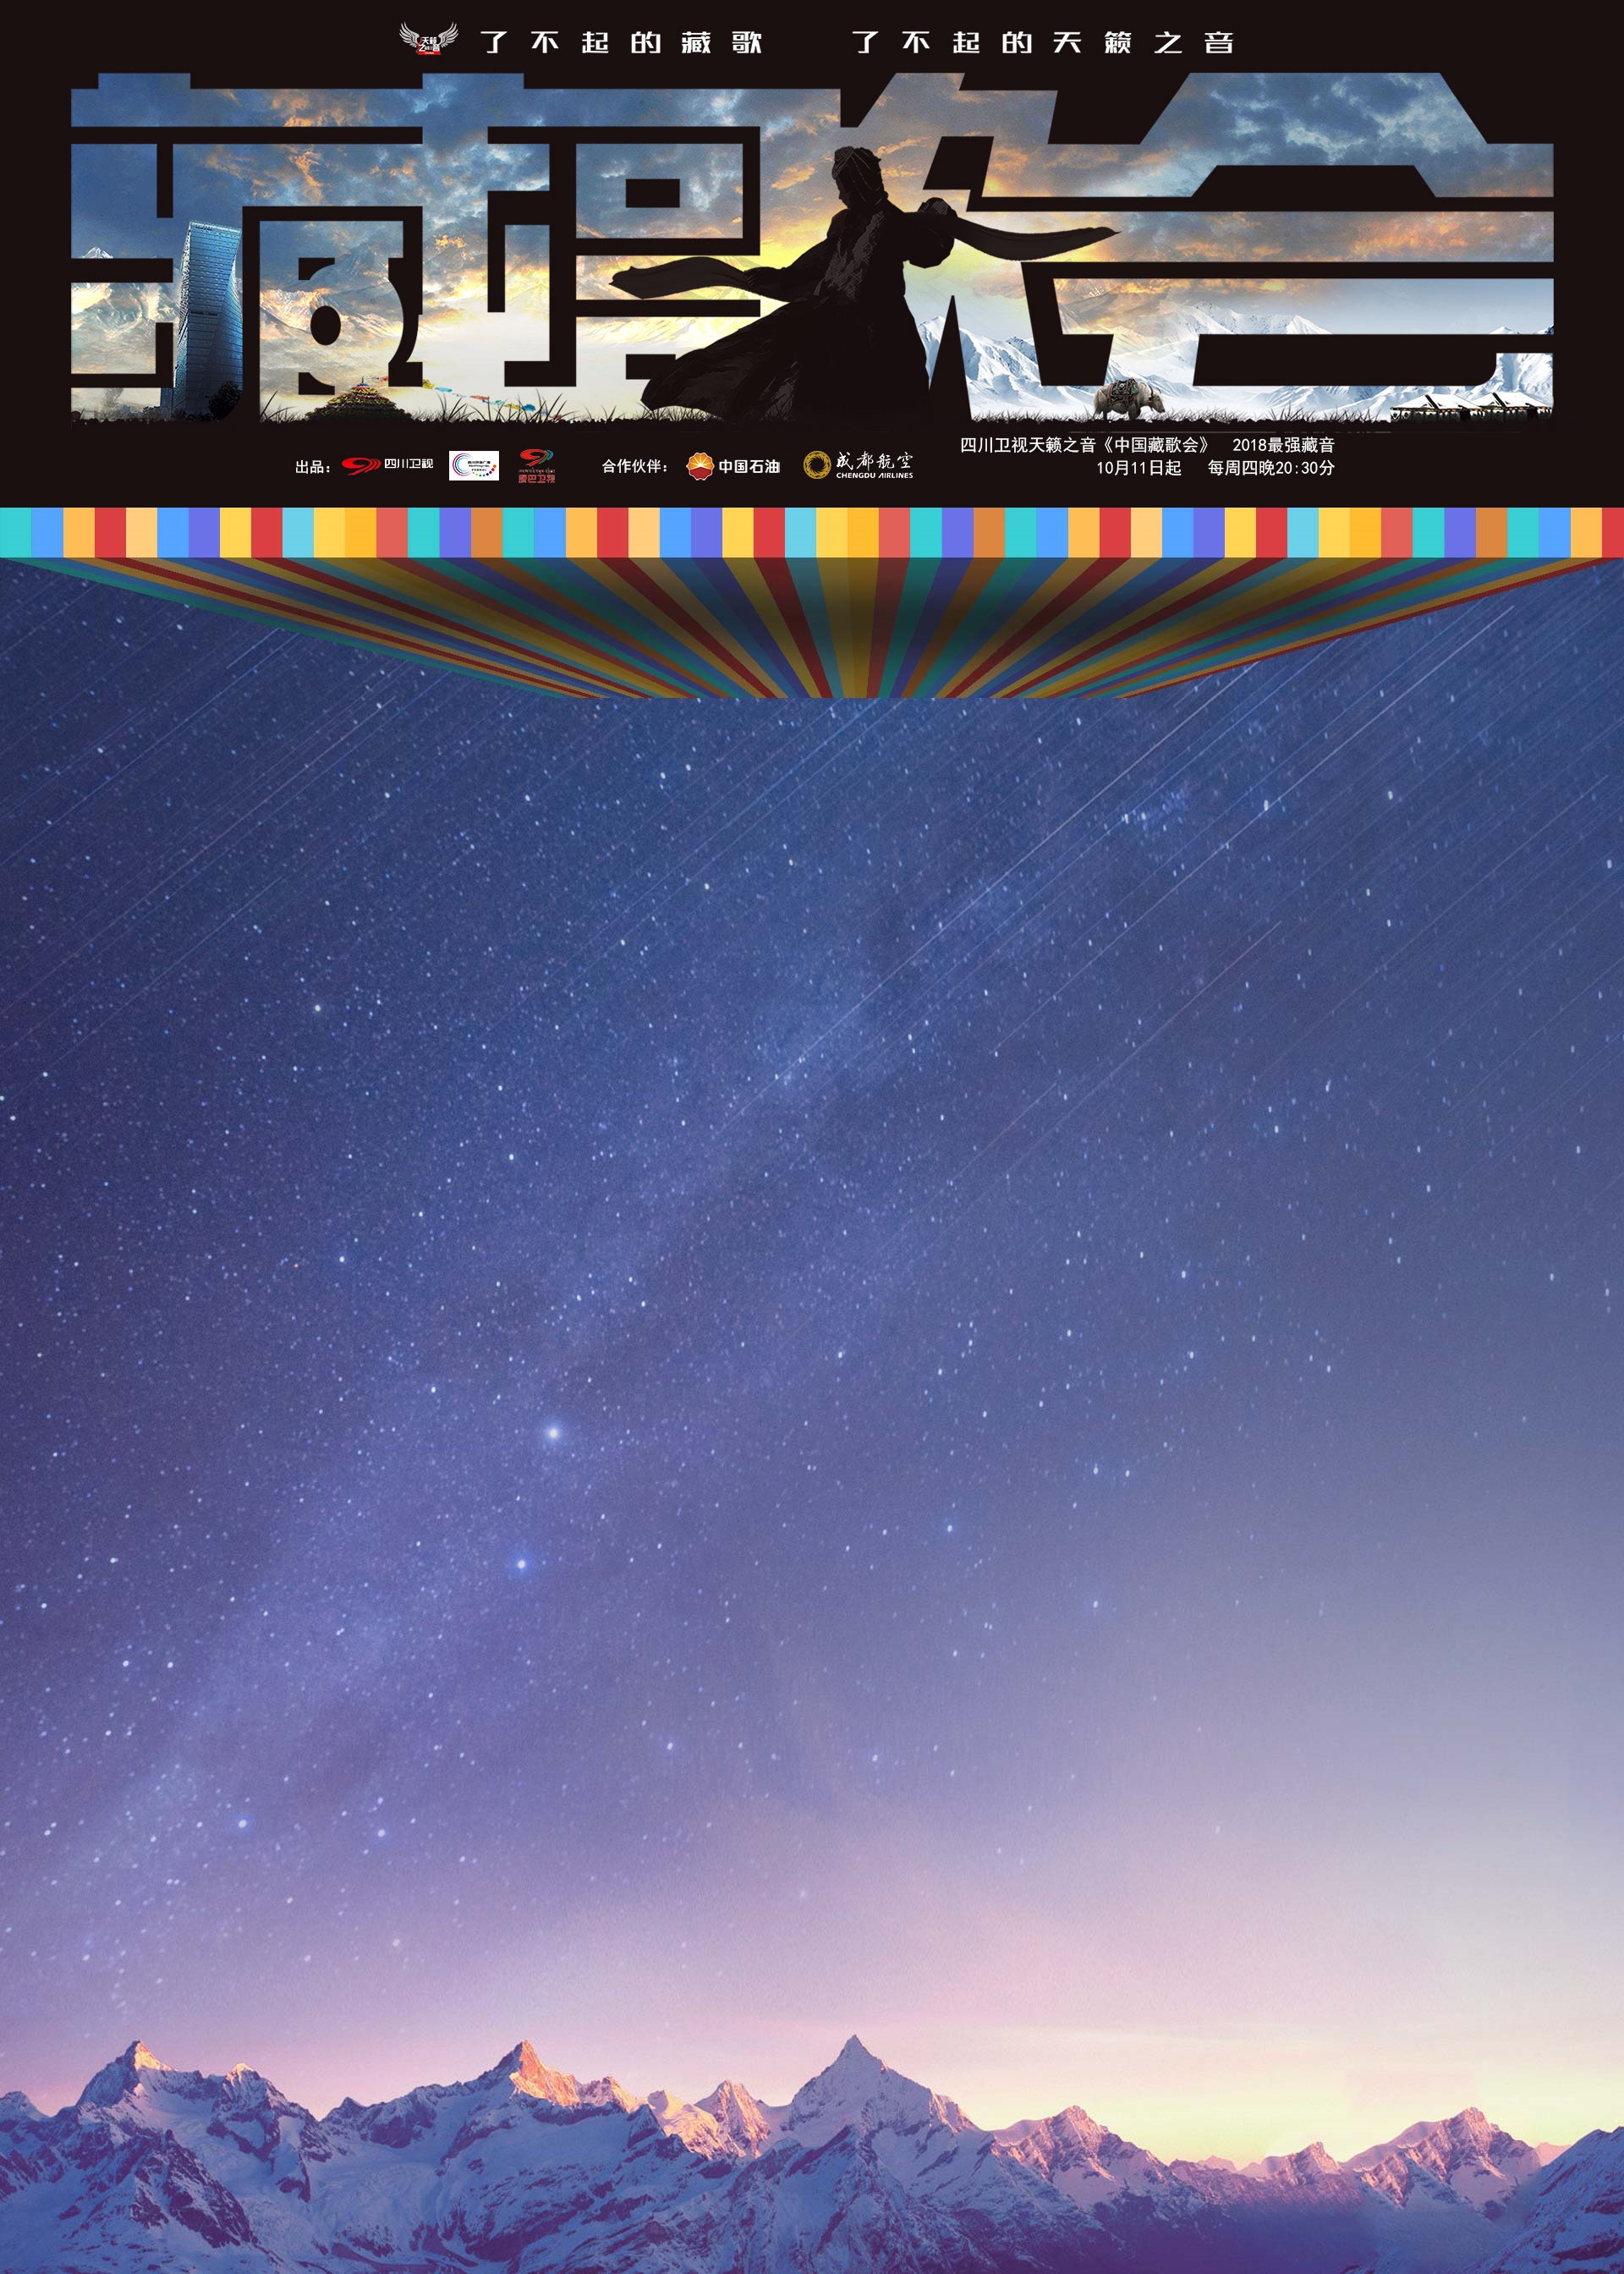 了不起的藏歌 了不起的天籁之音
藏歌会
出品: 四川卫视 康巴卫视 合作伙伴: 中国石油 成都航空 CHENGDU AIRLINES
四川卫视天籁之音《中国藏歌会》 2018最强藏音
10月11日起 每周四晚20:30分